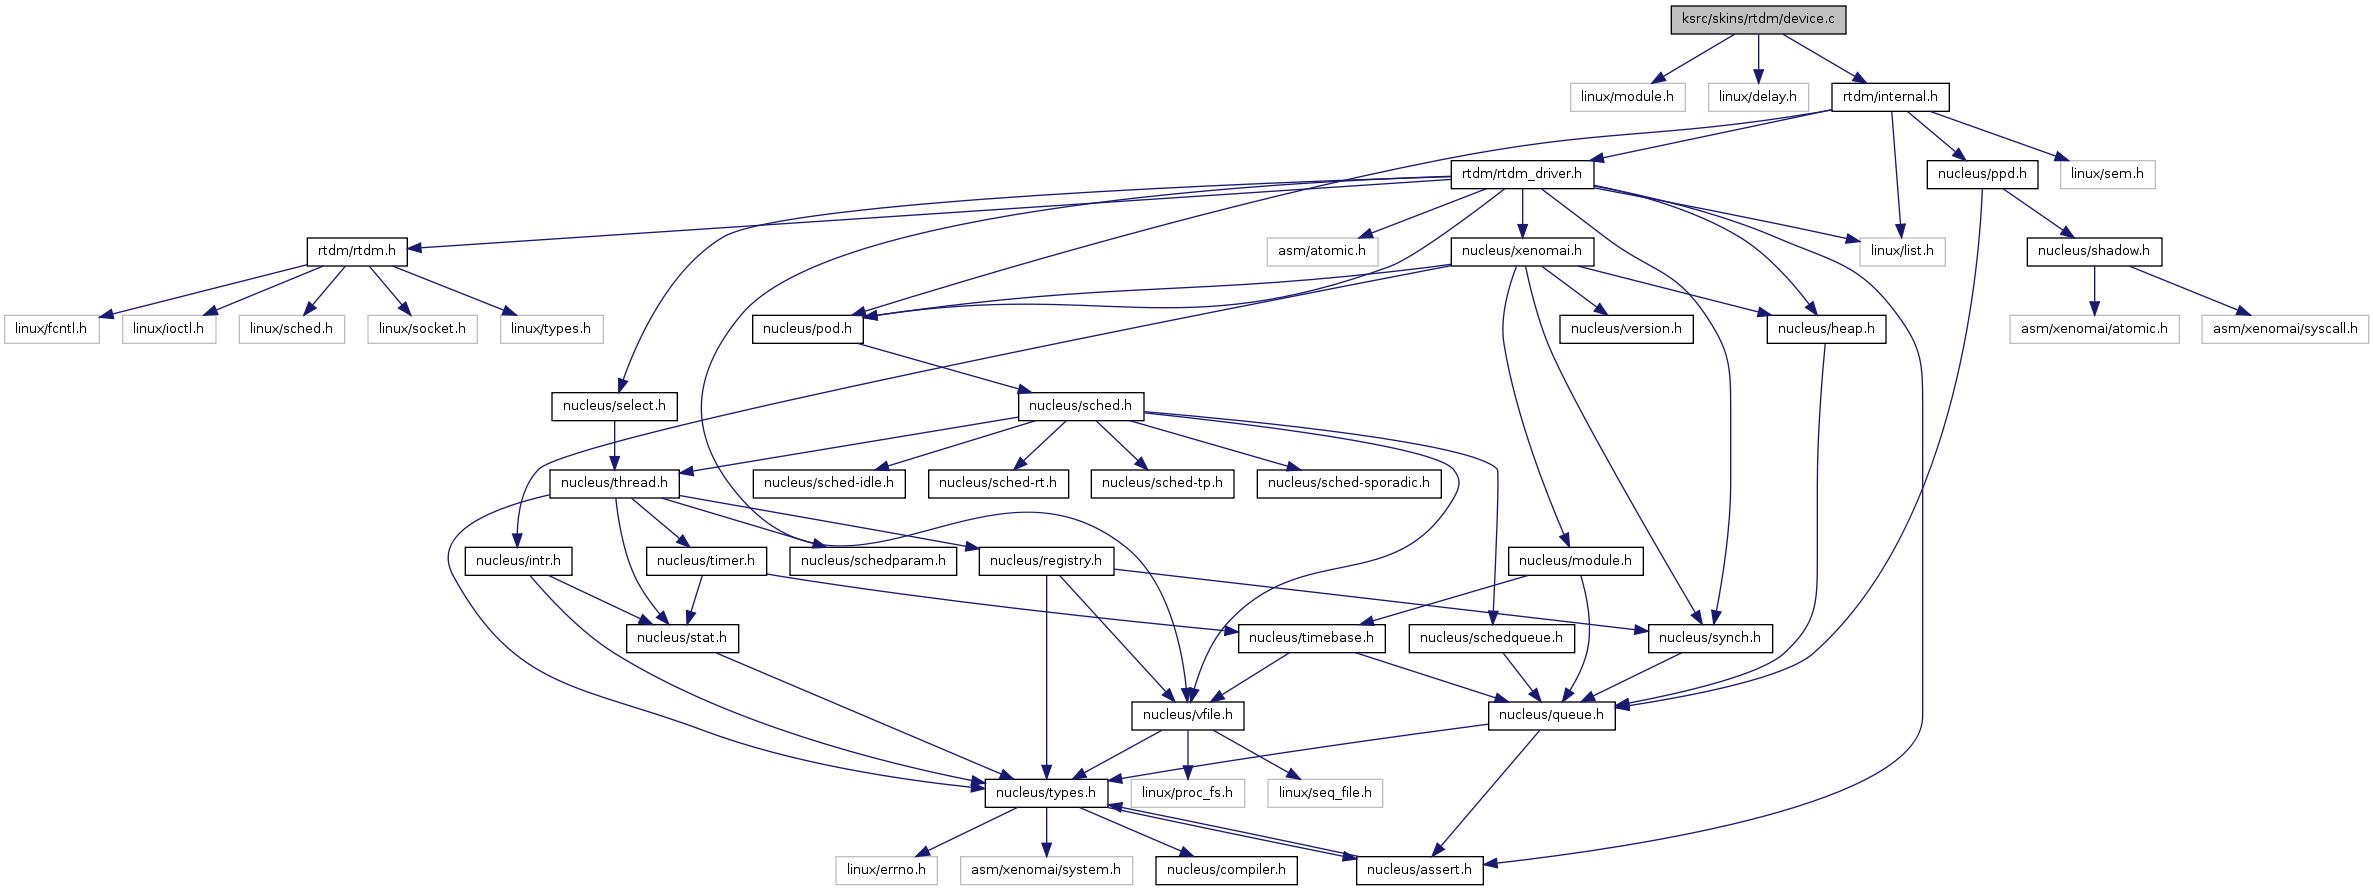 ksrc/skins/rtdm/device.c
linux/module.h
linux/delay.h
rtdm/internal.h
rtdm/rtdm_driver.h
nucleus/ppd.h
linux/sem.h
rtdm/rtdm.h
asm/atomic.h
nucleus/xenomai.h
linux/list.h
nucleus/shadow.h
linux/fcntl.h
linux/ioctl.h
linux/sched.h
linux/socket.h
linux/types.h
nucleus/pod.h
nucleus/version.h
nucleus/heap.h
asm/xenomai/atomic.h
asm/xenomai/syscall.h
nucleus/select.h
nucleus/sched.h
nucleus/thread.h
nucleus/sched-idle.h
nucleus/sched-rt.h
nucleus/sched-tp.h
nucleus/sched-sporadic.h
nucleus/intr.h
nucleus/timer.h
nucleus/schedparam.h
nucleus/registry.h
nucleus/module.h
nucleus/stat.h
nucleus/timebase.h
nucleus/schedqueue.h
nucleus/synch.h
nucleus/vfile.h
nucleus/queue.h
nucleus/types.h
linux/proc_fs.h
linux/seq_file.h
linux/errno.h
asm/xenomai/system.h
nucleus/compiler.h
nucleus/assert.h